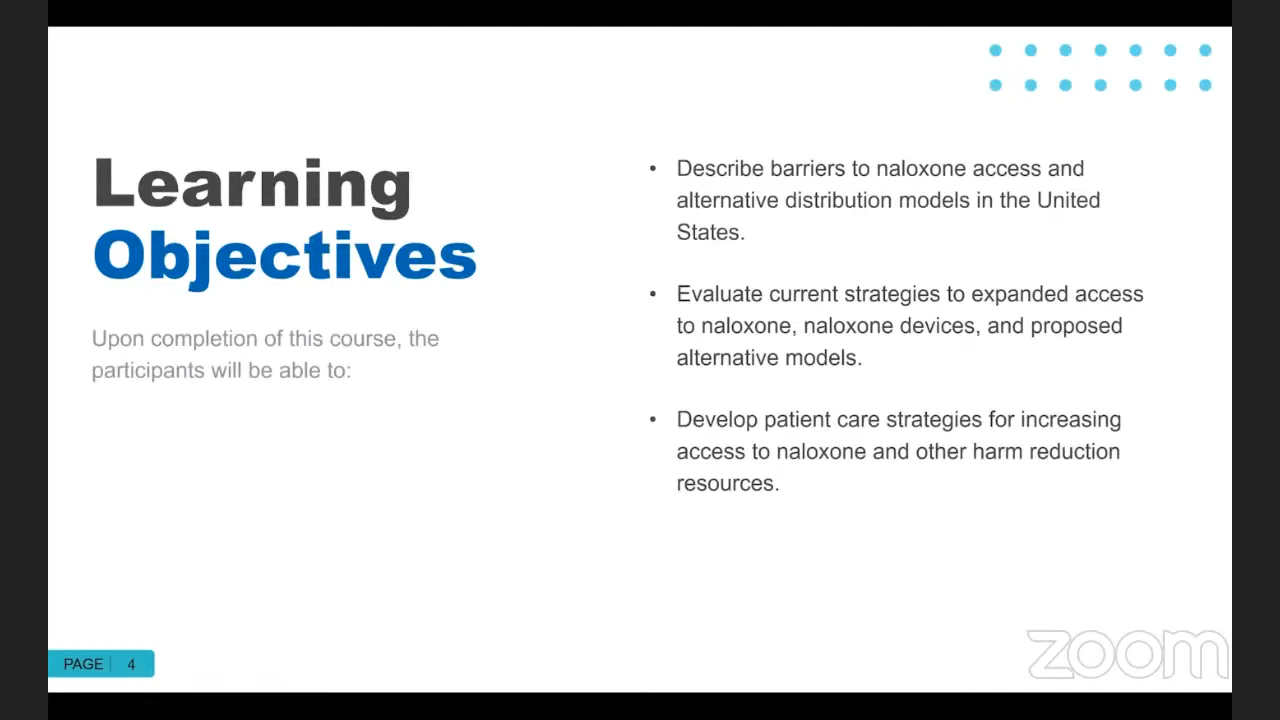 Learning
Objectives
Upon completion of this course, the
participants will be able to:
• Describe barriers to naloxone access and
alternative distribution models in the United
States.
• Evaluate current strategies to expanded access
to naloxone, naloxone devices, and proposed
alternative models.
• Develop patient care strategies for increasing
access to naloxone and other harm reduction
resources.
PAGE | 4
zoom